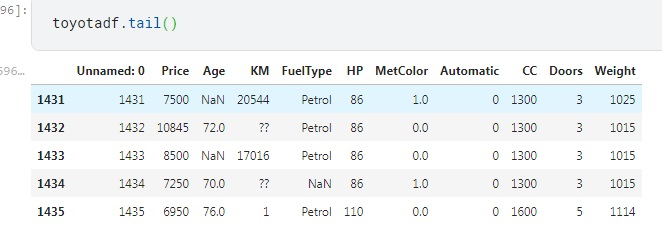 96]:
toyotadf.tail()
596...
Unnamed: 0 Price Age KM FuelType HP MetColor Automatic CC Doors Weight
1431 1431 7500 NaN 20544 Petrol 86 1.0 0 1300 3 1025
1432 1432 10845 72.0 ?? Petrol 86 0.0 0 1300 3 1015
1433 1433 8500 NaN 17016 Petrol 86 0.0 0 1300 3 1015
1434 1434 7250 70.0 ?? NaN 86 1.0 0 1300 3 1015
1435 1435 6950 76.0 1 Petrol 110 0.0 0 1600 5 1114